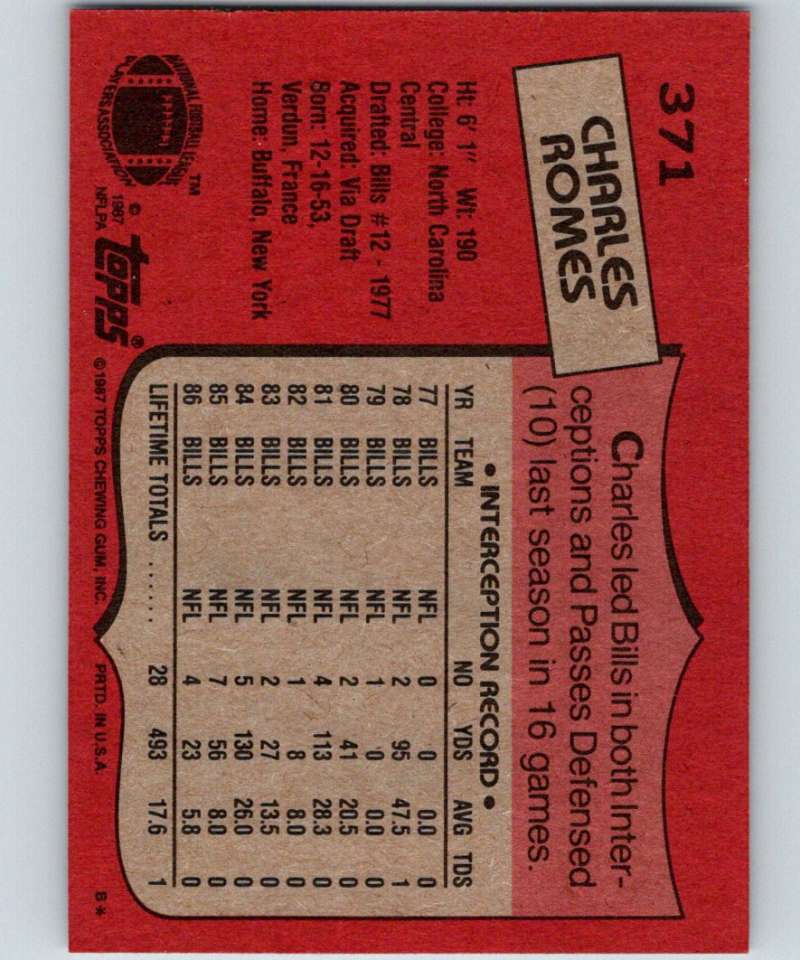 371
CHARLES
ROMES
Ht: 6' 1" Wt: 190
College: North Carolina
Central
Drafted: Bills #12 - 1977
Acquired: Via Draft
Born: 12-16-53,
Verdun, France
Home: Buffalo, New York
NATIONAL FOOTBALL LEAGUE
PLAYERS ASSOCIATION
TM
© 1987
NFLPA
topps®
©1987 TOPPS CHEWING GUM, INC. PRTD. IN U.S.A.
B*
Charles led Bills in both Inter-
ceptions and Passes Defensed
(10) last season in 16 games.
• INTERCEPTION RECORD •
YR TEAM NO YDS AVG TDS
77 BILLS NFL 0 0 0.0 0
78 BILLS NFL 2 95 47.5 1
79 BILLS NFL 1 0 0.0 0
80 BILLS NFL 2 41 20.5 0
81 BILLS NFL 4 113 28.3 0
82 BILLS NFL 1 8 8.0 0
83 BILLS NFL 2 27 13.5 0
84 BILLS NFL 5 130 26.0 0
85 BILLS NFL 7 56 8.0 0
86 BILLS NFL 4 23 5.8 0
LIFETIME TOTALS ...... 28 493 17.6 1